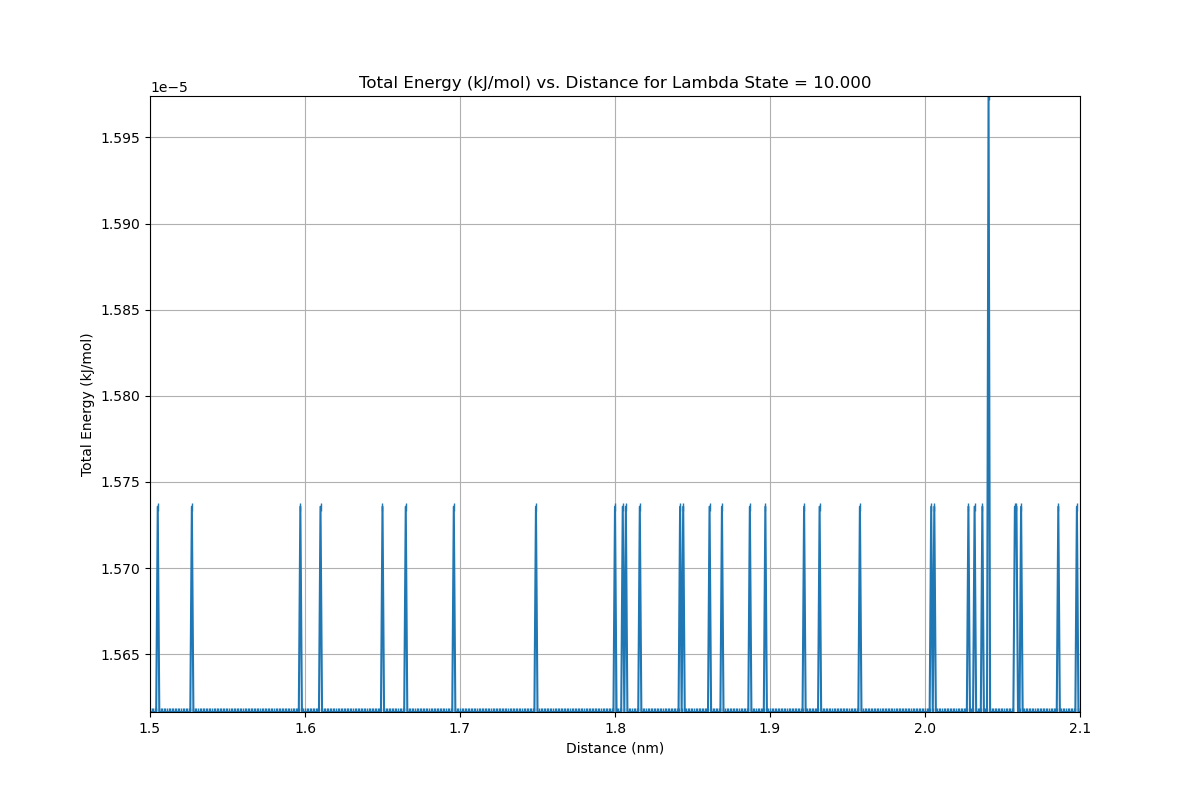 Total Energy (kJ/mol) vs. Distance for Lambda State = 10.000
1e−5
1.595
1.590
1.585
1.580
1.575
1.570
1.565
Total Energy (kJ/mol)
1.5 1.6 1.7 1.8 1.9 2.0 2.1
Distance (nm)